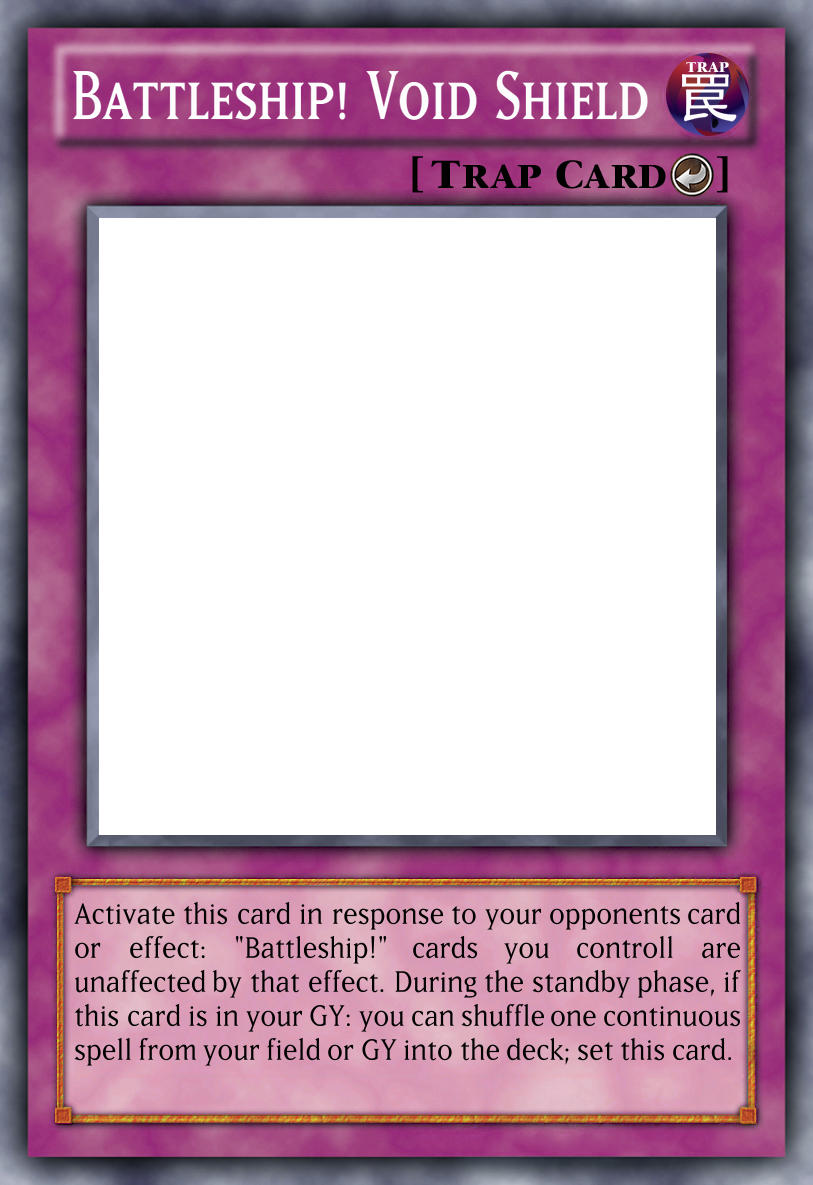 Battleship! Void Shield
TRAP
罠
[ Trap Card ]
Activate this card in response to your opponents card
or effect: "Battleship!" cards you controll are
unaffected by that effect. During the standby phase, if
this card is in your GY: you can shuffle one continuous
spell from your field or GY into the deck; set this card.